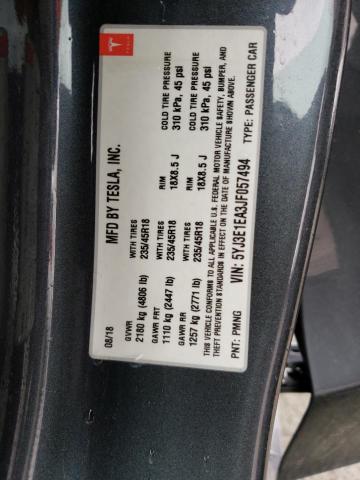 TESLA
MFD BY TESLA, INC.
08/18
GVWR
2180 kg (4806 lb)
GAWR FRT WITH TIRES RIM COLD TIRE PRESSURE
1110 kg (2447 lb) 235/45R18 18X8.5 J 310 kPa, 45 psi
GAWR RR WITH TIRES RIM COLD TIRE PRESSURE
1257 kg (2771 lb) 235/45R18 18X8.5 J 310 kPa, 45 psi
THIS VEHICLE CONFORMS TO ALL APPLICABLE U.S. FEDERAL MOTOR VEHICLE SAFETY, BUMPER, AND
THEFT PREVENTION STANDARDS IN EFFECT ON THE DATE OF MANUFACTURE SHOWN ABOVE.
VIN: 5YJ3E1EA3JF057494
PNT: PMNG TYPE: PASSENGER CAR